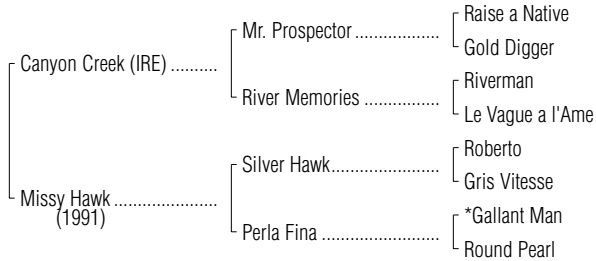 Raise a Native
Mr. Prospector ..................
Gold Digger
Canyon Creek (IRE) ..........
Riverman
River Memories ................
Le Vague a l'Ame
Roberto
Silver Hawk.......................
Gris Vitesse
Missy Hawk ......................
(1991)
*Gallant Man
Perla Fina .........................
Round Pearl